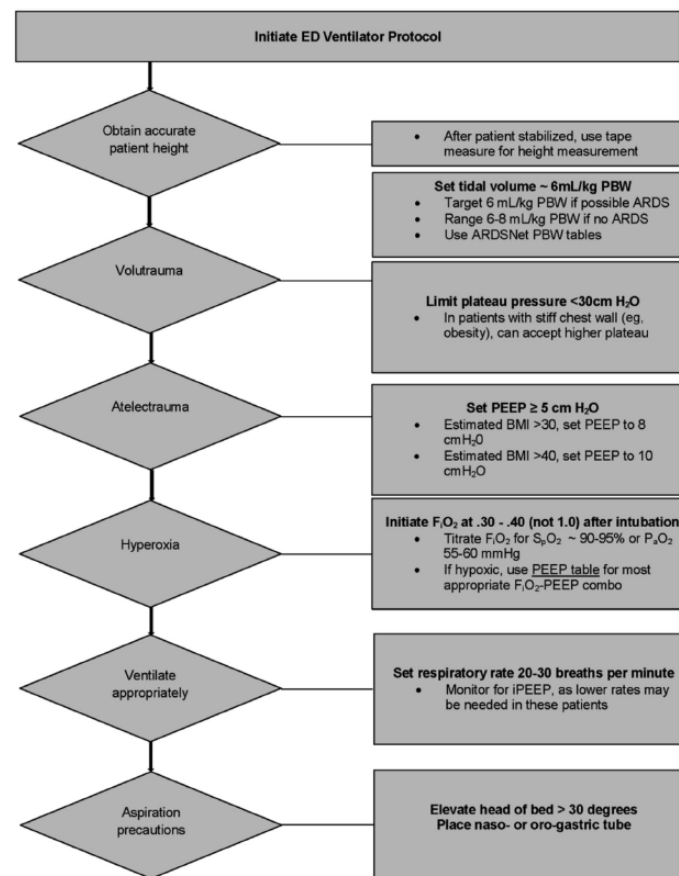 Initiate ED Ventilator Protocol
Obtain accurate
patient height
• After patient stabilized, use tape
measure for height measurement
Set tidal volume ~ 6mL/kg PBW
• Target 6 mL/kg PBW if possible ARDS
• Range 6-8 mL/kg PBW if no ARDS
• Use ARDSNet PBW tables
Volutrauma
Limit plateau pressure <30cm H₂O
• In patients with stiff chest wall (eg,
obesity), can accept higher plateau
Atelectrauma
Set PEEP ≥ 5 cm H₂O
• Estimated BMI >30, set PEEP to 8
cmH₂0
• Estimated BMI >40, set PEEP to 10
cmH₂O
Hyperoxia
Initiate FᵢO₂ at .30 - .40 (not 1.0) after intubation
• Titrate FᵢO₂ for SₚO₂ ~ 90-95% or PₐO₂
55-60 mmHg
• If hypoxic, use PEEP table for most
appropriate FᵢO₂-PEEP combo
Ventilate
appropriately
Set respiratory rate 20-30 breaths per minute
• Monitor for iPEEP, as lower rates may
be needed in these patients
Aspiration
precautions
Elevate head of bed > 30 degrees
Place naso- or oro-gastric tube